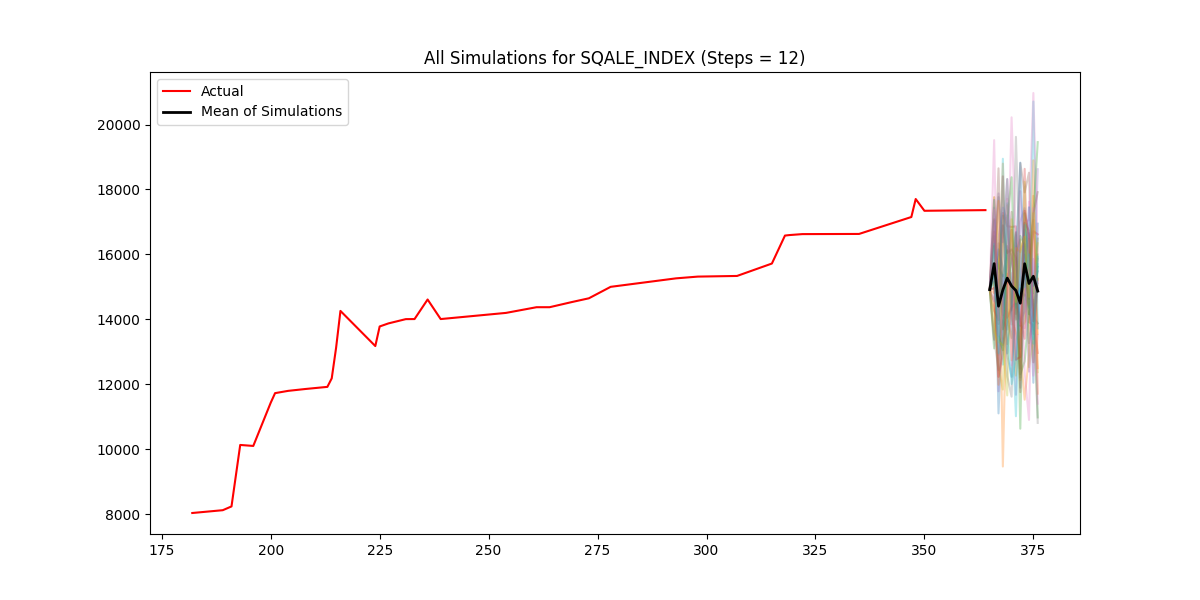 All Simulations for SQALE_INDEX (Steps = 12)
Actual
Mean of Simulations
20000
18000
16000
14000
12000
10000
8000
175 200 225 250 275 300 325 350 375